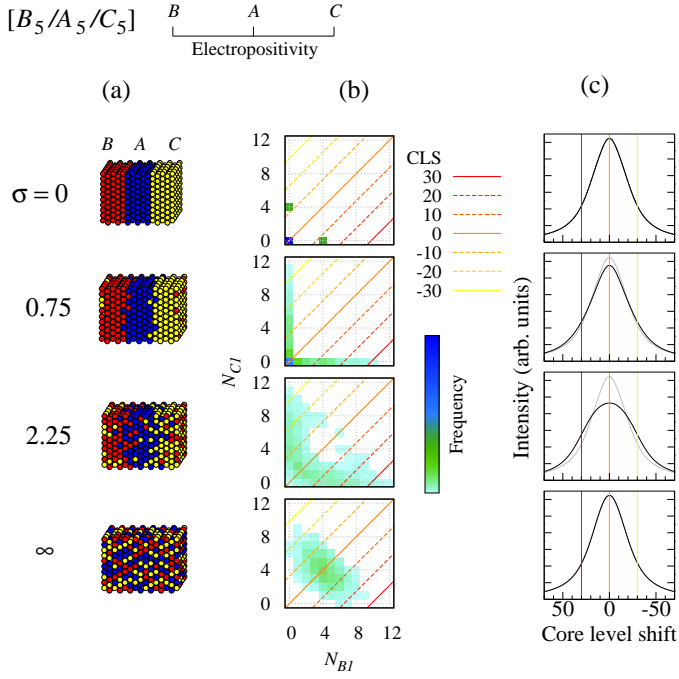 [B5/A5/C5]
B A C
Electropositivity
(a) (b) (c)
B A C
σ = 0
0.75
2.25
∞
12
8
4
0
12
8
4
0
12
8
4
0
12
8
4
0
0 4 8 12
N_C1
N_B1
CLS
30
20
10
0
-10
-20
-30
Frequency
Intensity (arb. units)
50 0 -50
Core level shift